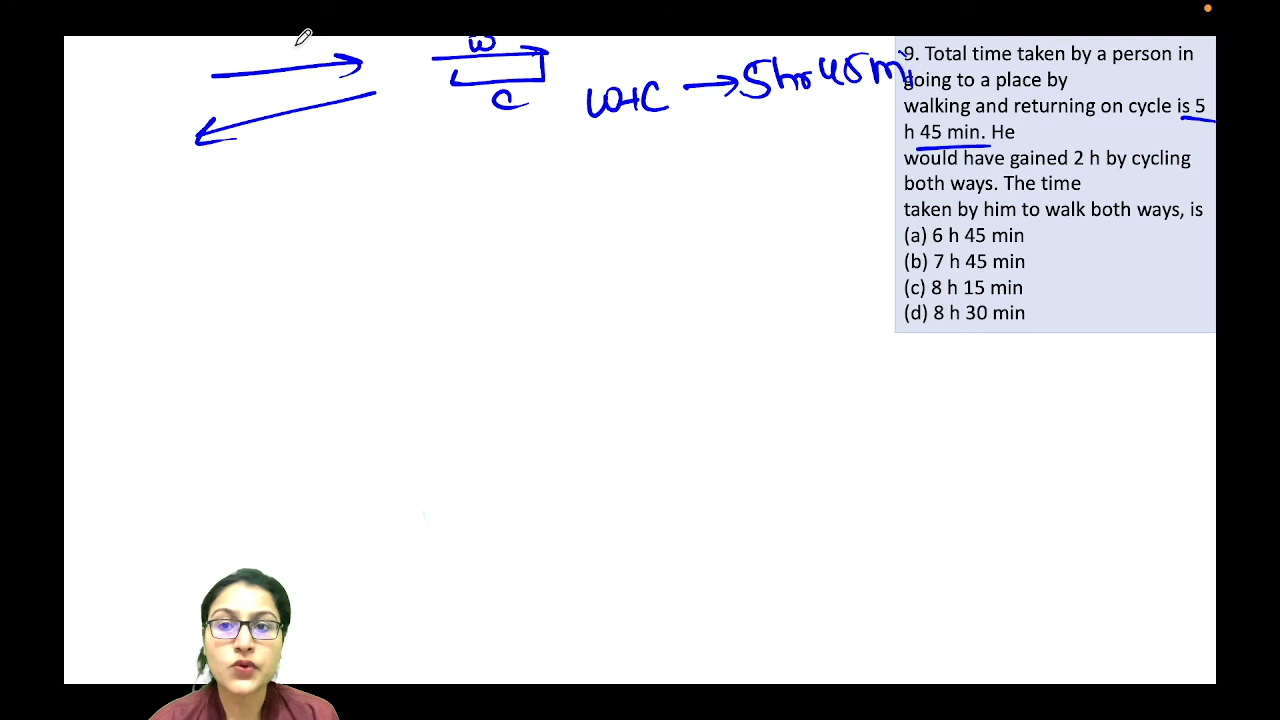 W
C
W+C → 5hr 45 m
9. Total time taken by a person in
going to a place by
walking and returning on cycle is 5
h 45 min. He
would have gained 2 h by cycling
both ways. The time
taken by him to walk both ways, is
(a) 6 h 45 min
(b) 7 h 45 min
(c) 8 h 15 min
(d) 8 h 30 min